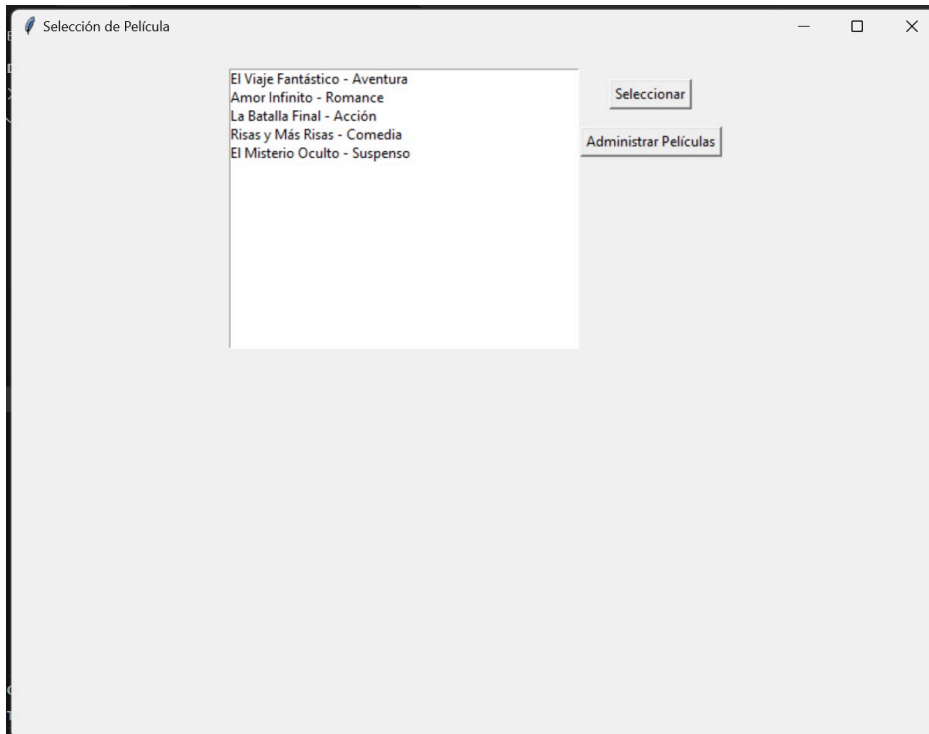 Selección de Película
El Viaje Fantástico - Aventura
Amor Infinito - Romance
La Batalla Final - Acción
Risas y Más Risas - Comedia
El Misterio Oculto - Suspenso
Seleccionar
Administrar Películas